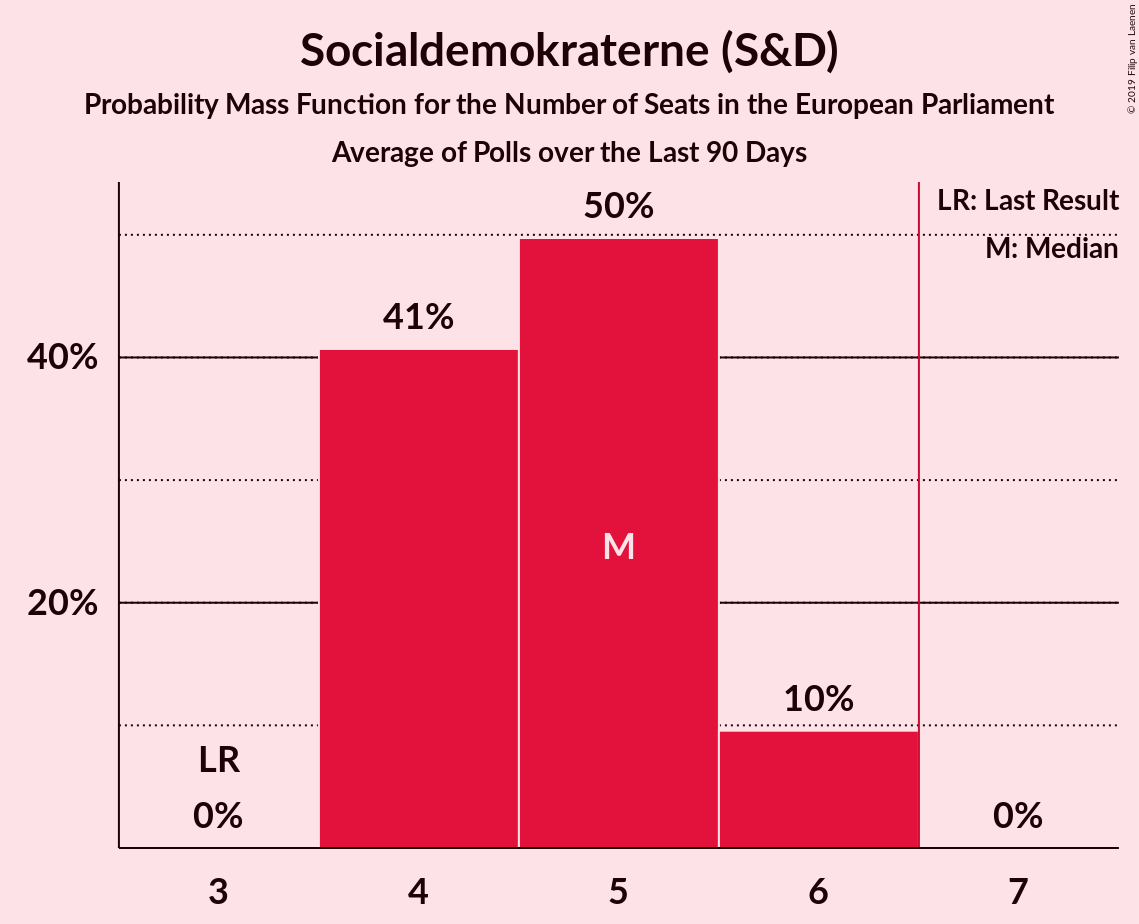 Socialdemokraterne (S&D)
Probability Mass Function for the Number of Seats in the European Parliament
Average of Polls over the Last 90 Days
© 2019 Filip van Laenen
LR: Last Result
M: Median
50%
41%
40%
M
20%
10%
LR
0%
0%
3 4 5 6 7